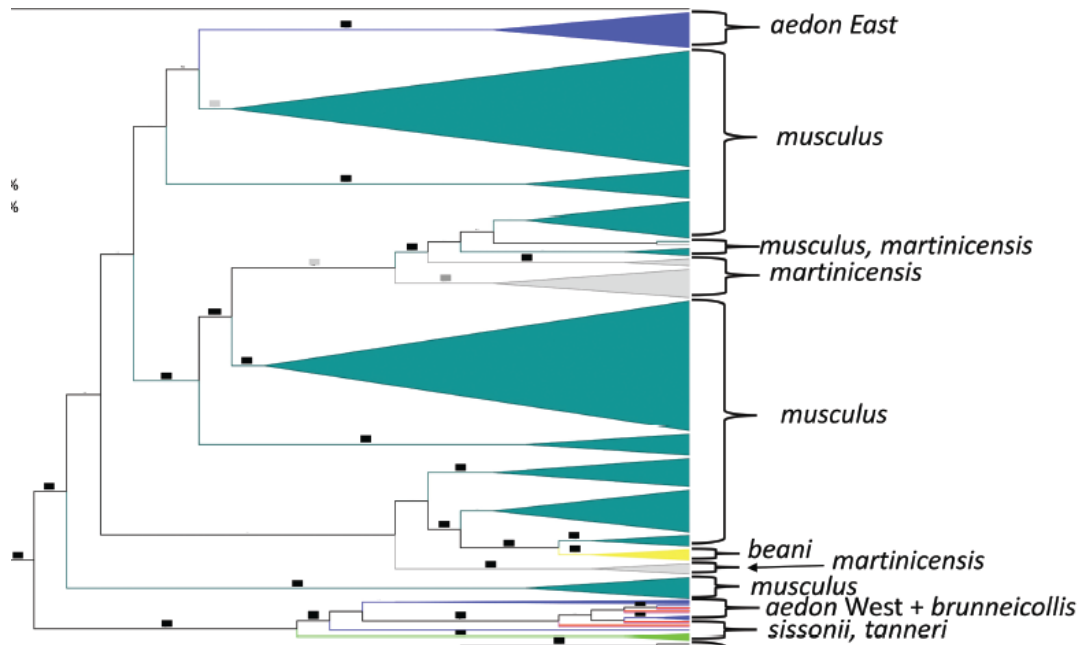 aedon East
musculus
%
%
musculus, martinicensis
martinicensis
musculus
beani
martinicensis
musculus
aedon West + brunneicollis
sissonii, tanneri